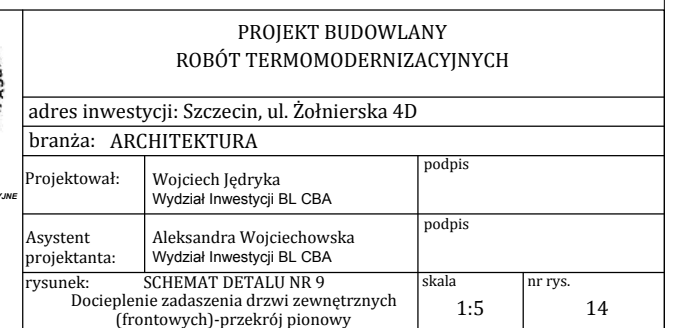 PROJEKT BUDOWLANY
ROBÓT TERMOMODERNIZACYJNYCH
adres inwestycji: Szczecin, ul. Żołnierska 4D
branża: ARCHITEKTURA
Projektował:
Wojciech Jędryka
Wydział Inwestycji BL CBA
podpis
Asystent
projektanta:
Aleksandra Wojciechowska
Wydział Inwestycji BL CBA
podpis
rysunek: SCHEMAT DETALU NR 9
Docieplenie zadaszenia drzwi zewnętrznych
(frontowych)-przekrój pionowy
skala
1:5
nr rys.
14